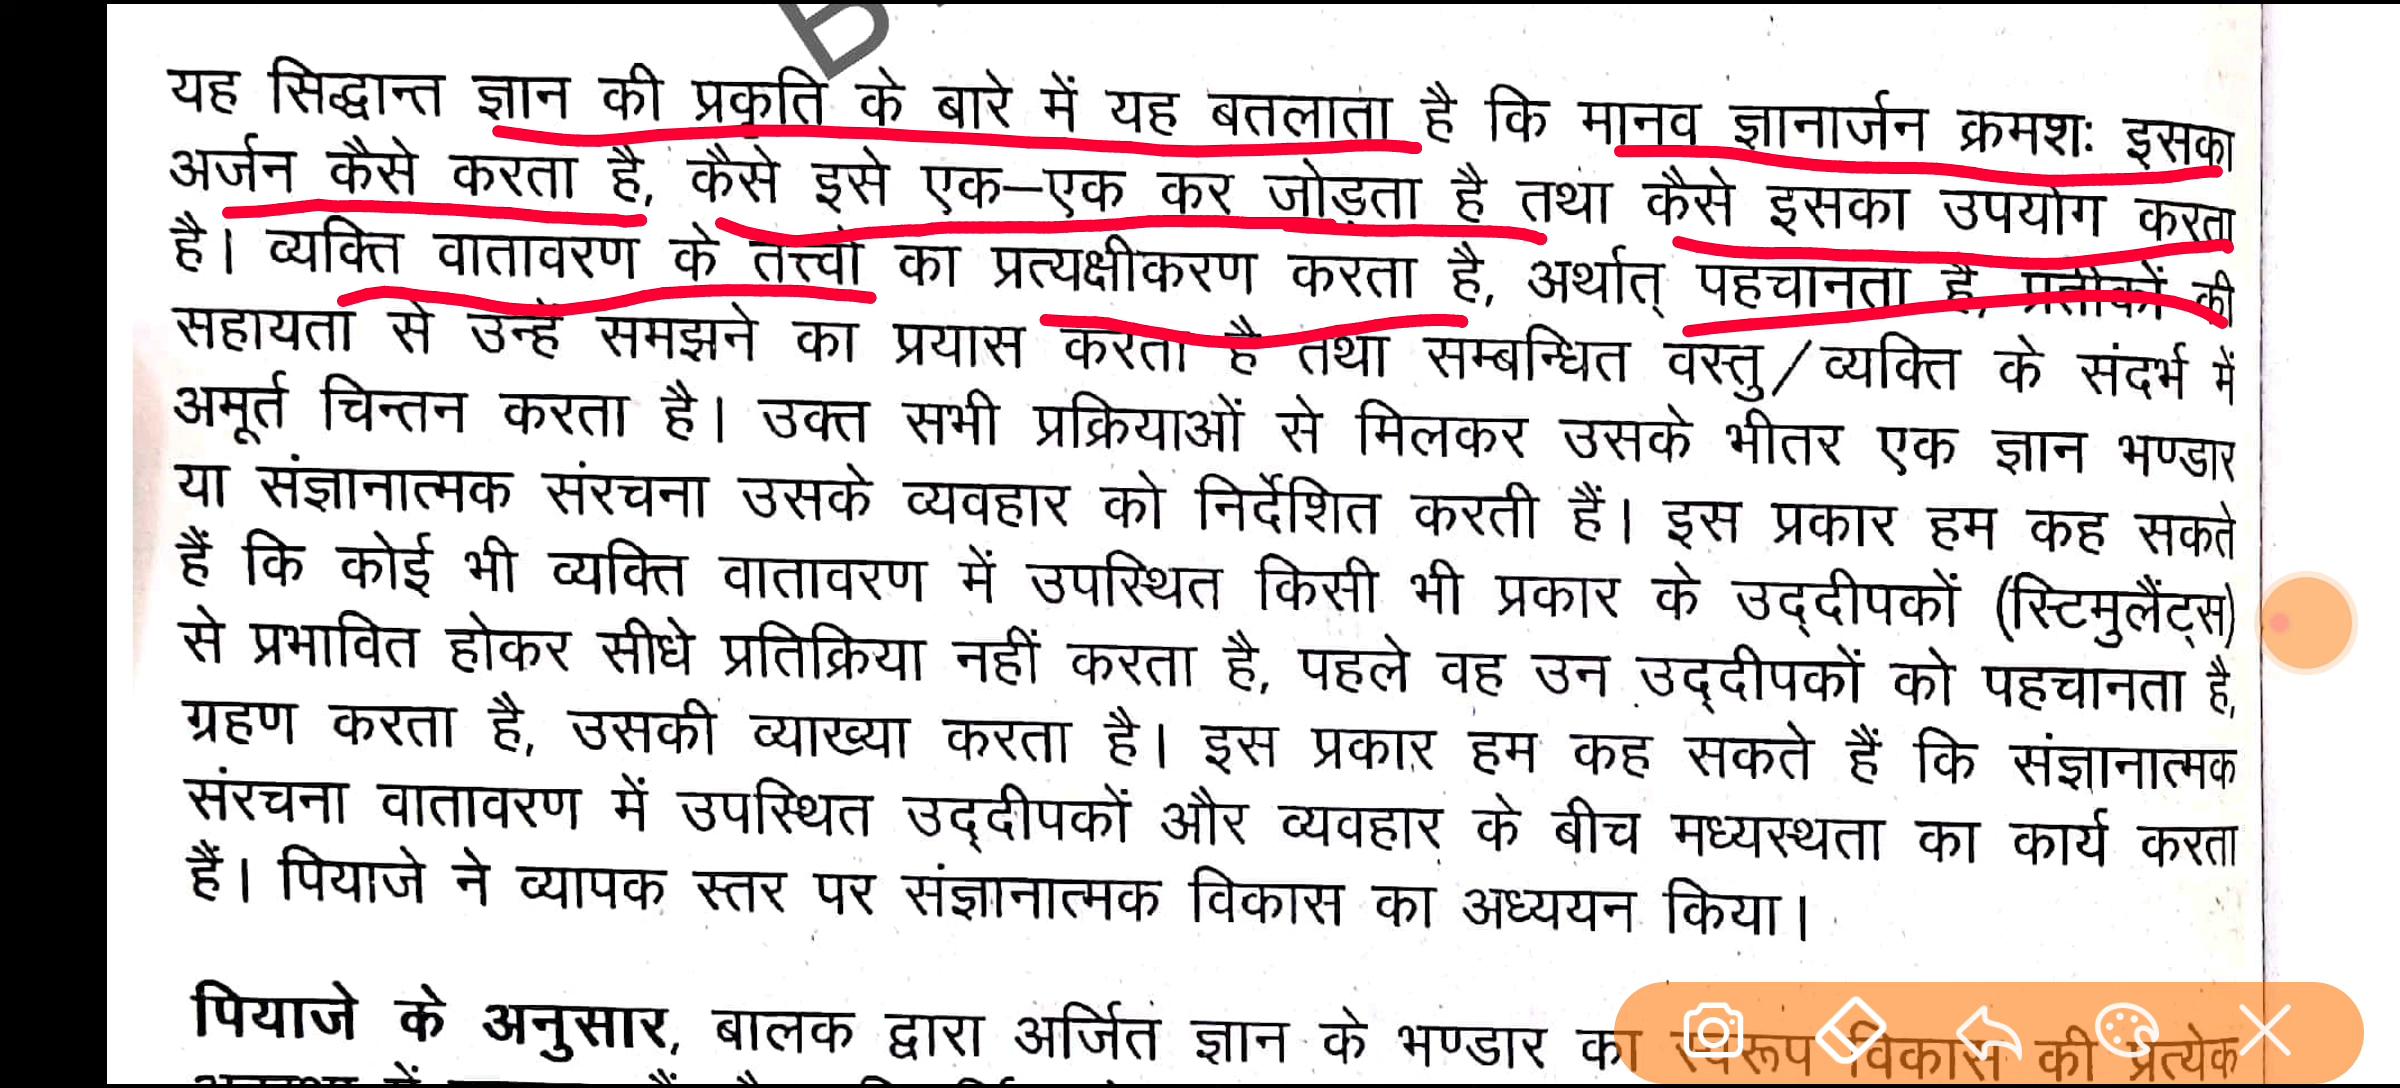 यह सिद्धान्त ज्ञान की प्रकृति के बारे में यह बतलाता है कि मानव ज्ञानार्जन क्रमशः इसका
अर्जन कैसे करता है, कैसे इसे एक–एक कर जोड़ता है तथा कैसे इसका उपयोग करता
है। व्यक्ति वातावरण के तत्त्वों का प्रत्यक्षीकरण करता है, अर्थात् पहचानता है, प्रतीकों की
सहायता से उन्हें समझने का प्रयास करता है तथा सम्बन्धित वस्तु/व्यक्ति के संदर्भ में
अमूर्त चिन्तन करता है। उक्त सभी प्रक्रियाओं से मिलकर उसके भीतर एक ज्ञान भण्डार
या संज्ञानात्मक संरचना उसके व्यवहार को निर्देशित करती हैं। इस प्रकार हम कह सकते
हैं कि कोई भी व्यक्ति वातावरण में उपस्थित किसी भी प्रकार के उद्‌दीपकों (स्टिमुलैंट्स)
से प्रभावित होकर सीधे प्रतिक्रिया नहीं करता है, पहले वह उन उद्‌दीपकों को पहचानता है,
ग्रहण करता है, उसकी व्याख्या करता है। इस प्रकार हम कह सकते हैं कि संज्ञानात्मक
संरचना वातावरण में उपस्थित उद्‌दीपकों और व्यवहार के बीच मध्यस्थता का कार्य करता
हैं। पियाजे ने व्यापक स्तर पर संज्ञानात्मक विकास का अध्ययन किया।
पियाजे के अनुसार, बालक द्वारा अर्जित ज्ञान के भण्डार का स्वरूप विकास की प्रत्येक